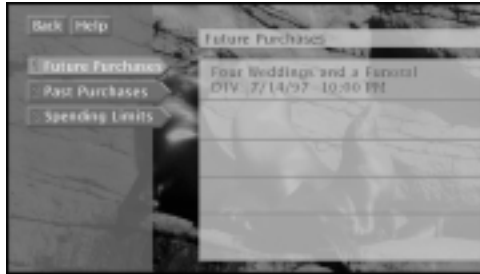 Back Help
Future Purchases
Future Purchases
Past Purchases
Spending Limits
Four Weddings and a Funeral
DTV 7/14/97 10:00 PM